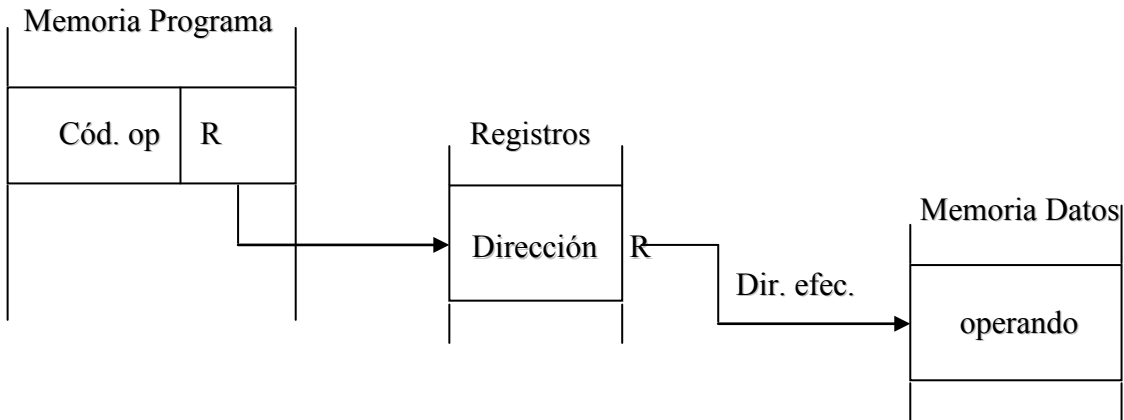 Memoria Programa
Cód. op
R
Registros
Dirección
R
Dir. efec.
Memoria Datos
operando